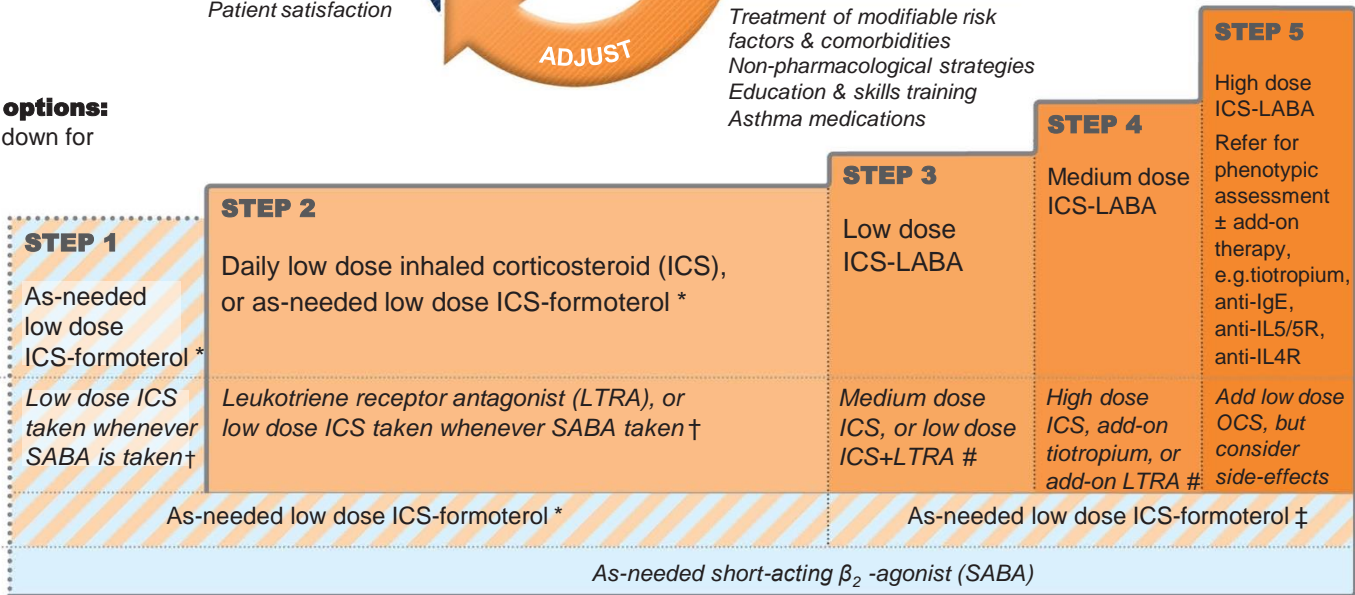 Patient satisfaction
ADJUST
Treatment of modifiable risk
factors & comorbidities
Non-pharmacological strategies
Education & skills training
Asthma medications
options:
down for
STEP 1
As-needed
low dose
ICS-formoterol *
Low dose ICS
taken whenever
SABA is taken†
STEP 2
Daily low dose inhaled corticosteroid (ICS),
or as-needed low dose ICS-formoterol *
Leukotriene receptor antagonist (LTRA), or
low dose ICS taken whenever SABA taken†
STEP 3
Low dose
ICS-LABA
Medium dose
ICS, or low dose
ICS+LTRA #
STEP 4
Medium dose
ICS-LABA
High dose
ICS, add-on
tiotropium, or
add-on LTRA #
STEP 5
High dose
ICS-LABA
Refer for
phenotypic
assessment
± add-on
therapy,
e.g.tiotropium,
anti-IgE,
anti-IL5/5R,
anti-IL4R
Add low dose
OCS, but
consider
side-effects
As-needed low dose ICS-formoterol *
As-needed low dose ICS-formoterol ‡
As-needed short-acting β₂ -agonist (SABA)